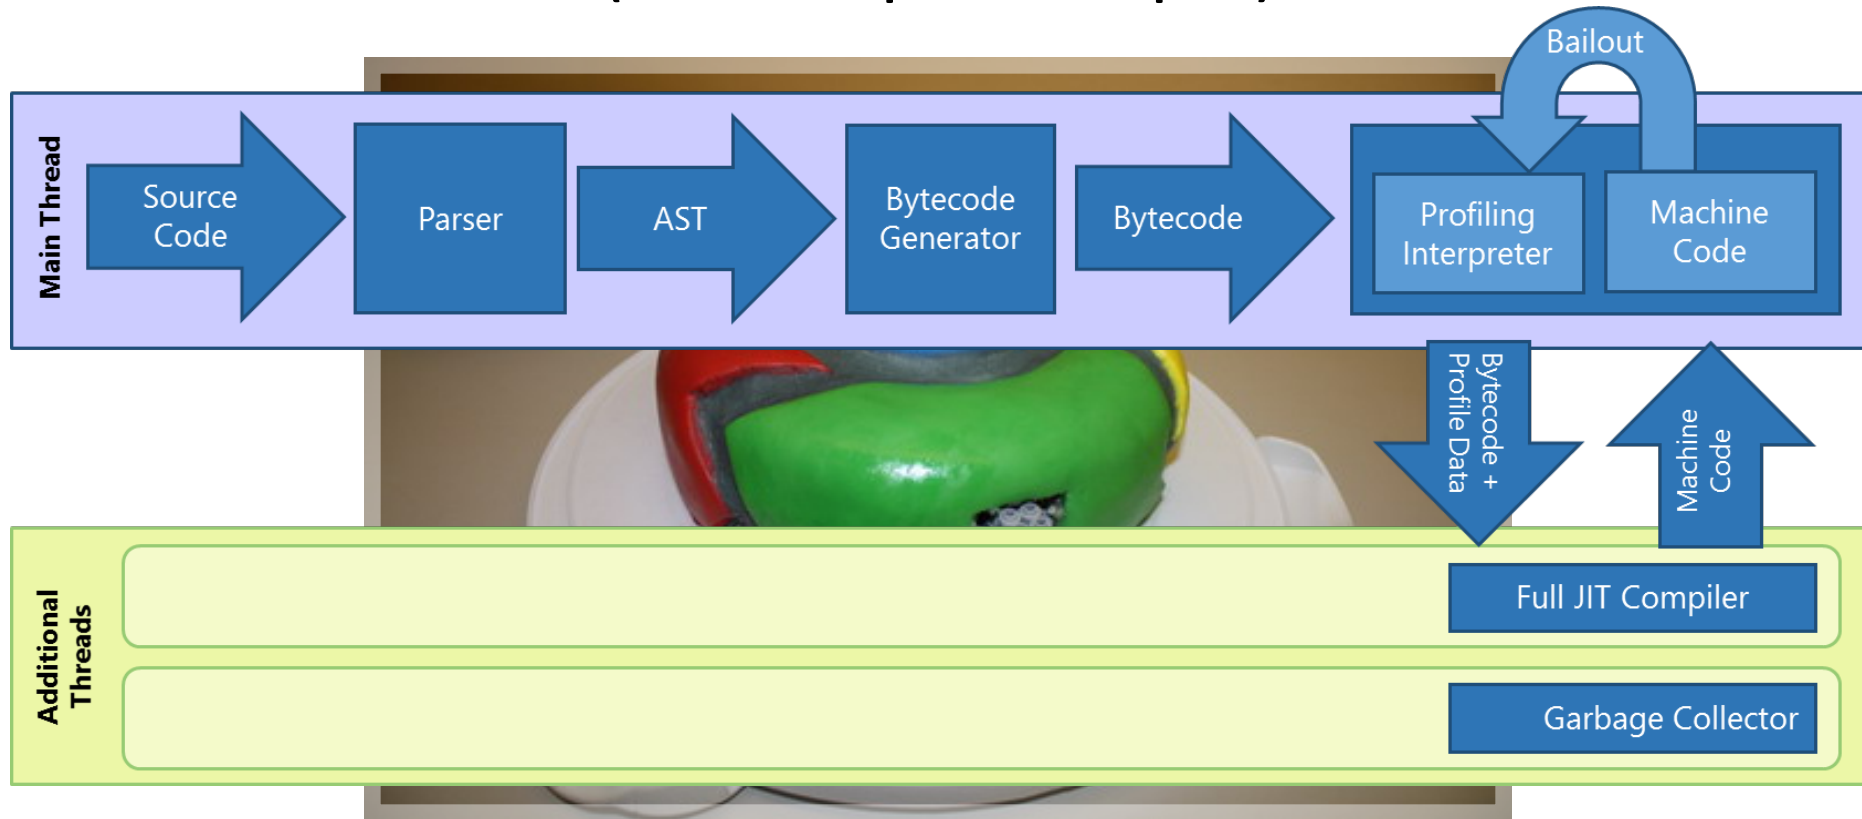 Bailout
Main Thread
Source
Code
Parser
AST
Bytecode
Generator
Bytecode
Profiling
Interpreter
Machine
Code
Bytecode +
Profile Data
Machine
Code
Additional
Threads
Full JIT Compiler
Garbage Collector